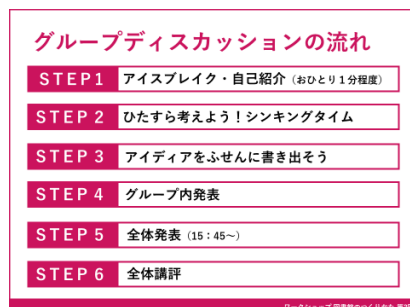 グループディスカッションの流れ
STEP1 アイスブレイク・自己紹介（おひとり１分程度）
STEP 2 ひたすら考えよう！シンキングタイム
STEP 3 アイディアをふせんに書き出そう
STEP 4 グループ内発表
STEP 5 全体発表（15：45～）
STEP 6 全体講評